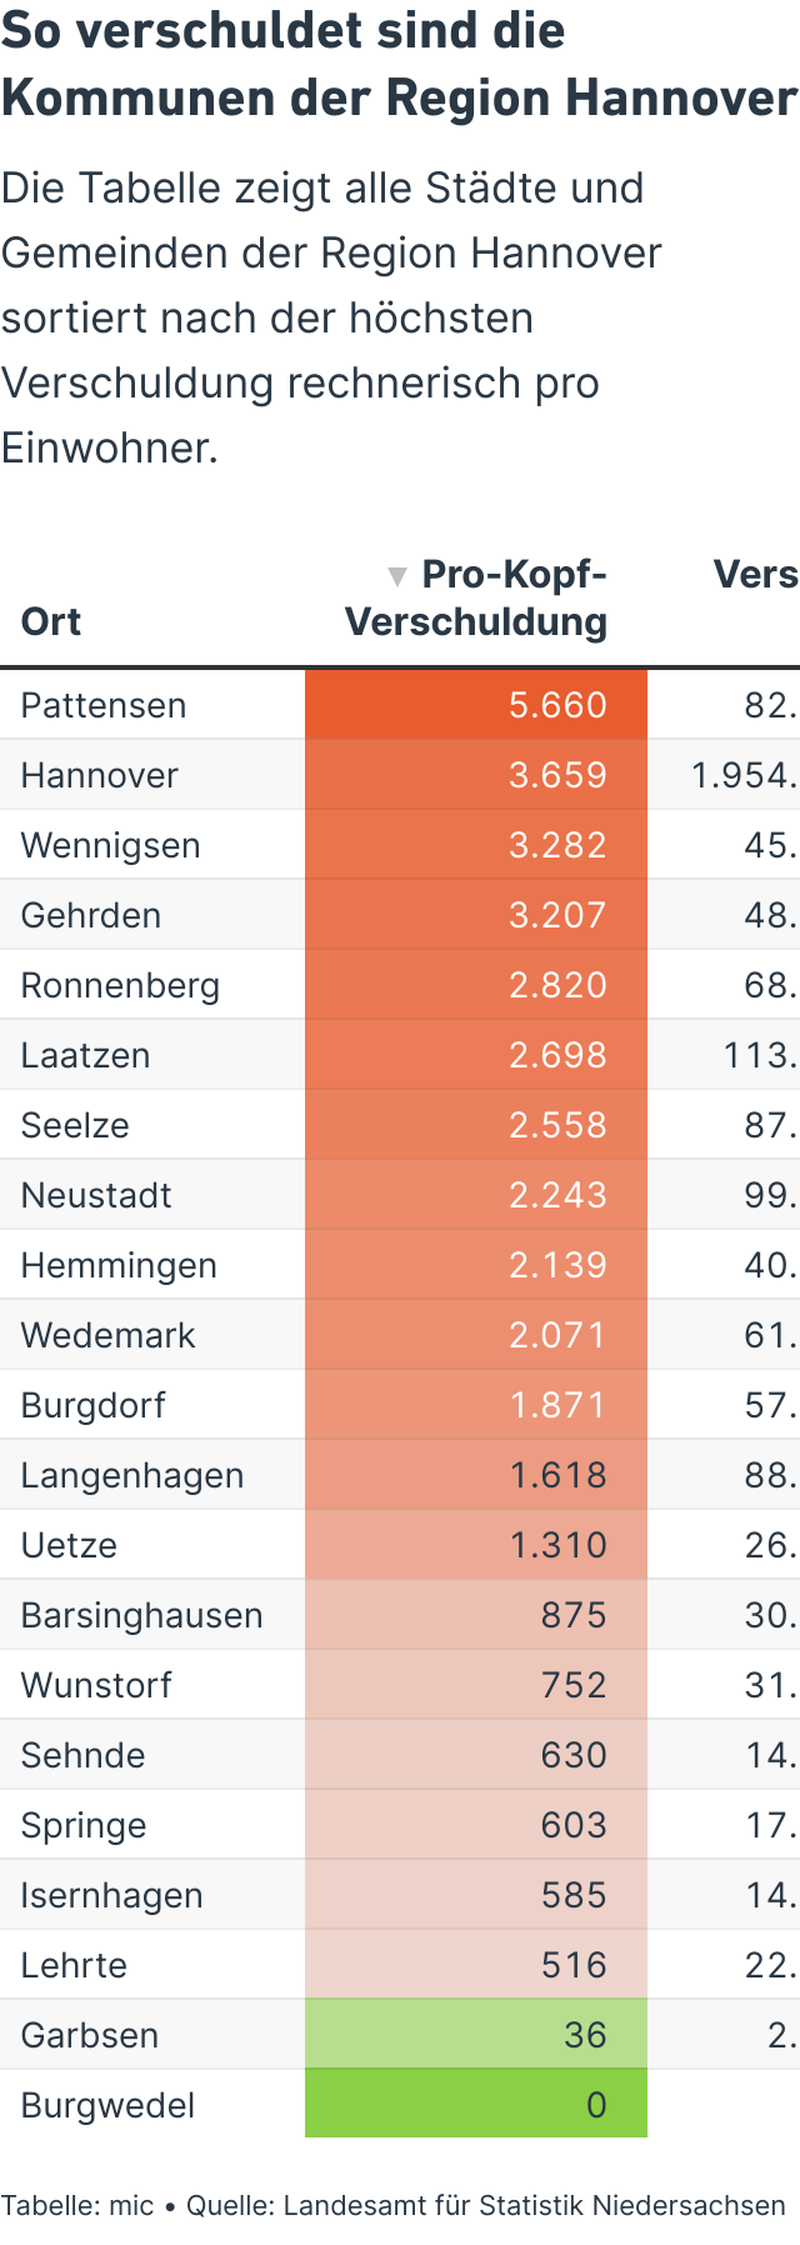 So verschuldet sind die
Kommunen der Region Hannover
Die Tabelle zeigt alle Städte und
Gemeinden der Region Hannover
sortiert nach der höchsten
Verschuldung rechnerisch pro
Einwohner.
▼ Pro-Kopf- Vers
Ort Verschuldung
Pattensen 5.660 82.
Hannover 3.659 1.954.
Wennigsen 3.282 45.
Gehrden 3.207 48.
Ronnenberg 2.820 68.
Laatzen 2.698 113.
Seelze 2.558 87.
Neustadt 2.243 99.
Hemmingen 2.139 40.
Wedemark 2.071 61.
Burgdorf 1.871 57.
Langenhagen 1.618 88.
Uetze 1.310 26.
Barsinghausen 875 30.
Wunstorf 752 31.
Sehnde 630 14.
Springe 603 17.
Isernhagen 585 14.
Lehrte 516 22.
Garbsen 36 2.
Burgwedel 0
Tabelle: mic • Quelle: Landesamt für Statistik Niedersachsen